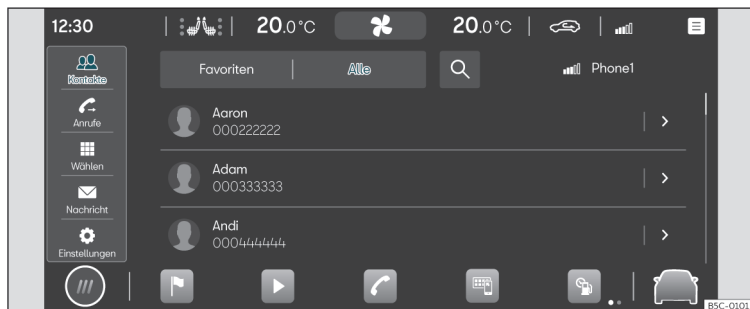 12:30
20.0°C
20.0°C
Kontakte
Anrufe
Wählen
Nachricht
Einstellungen
Favoriten
Alle
Phone1
Aaron
000222222
Adam
000333333
Andi
000444444
B5C-0101